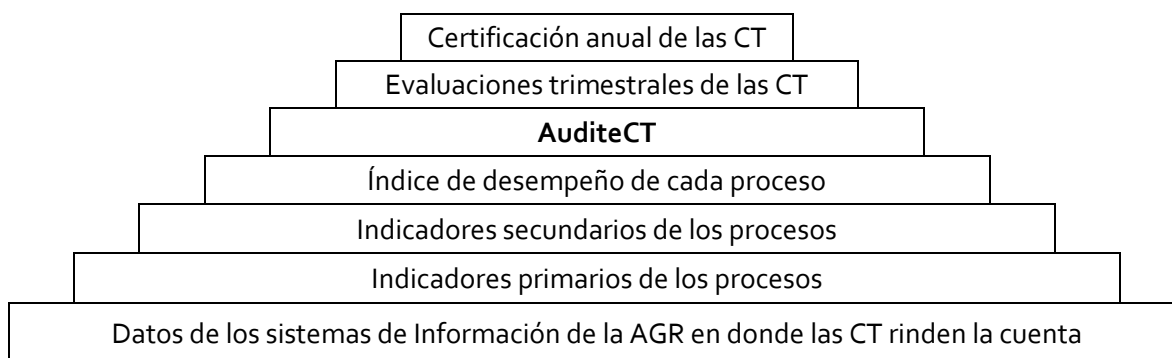 Certificación anual de las CT
Evaluaciones trimestrales de las CT
AuditeCT
Índice de desempeño de cada proceso
Indicadores secundarios de los procesos
Indicadores primarios de los procesos
Datos de los sistemas de Información de la AGR en donde las CT rinden la cuenta